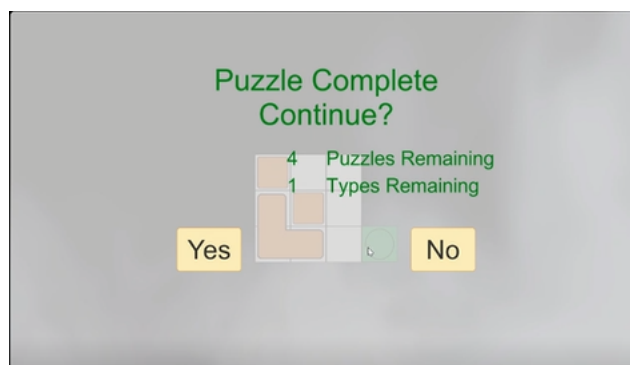 Puzzle Complete
Continue?
4 Puzzles Remaining
1 Types Remaining
Yes
No